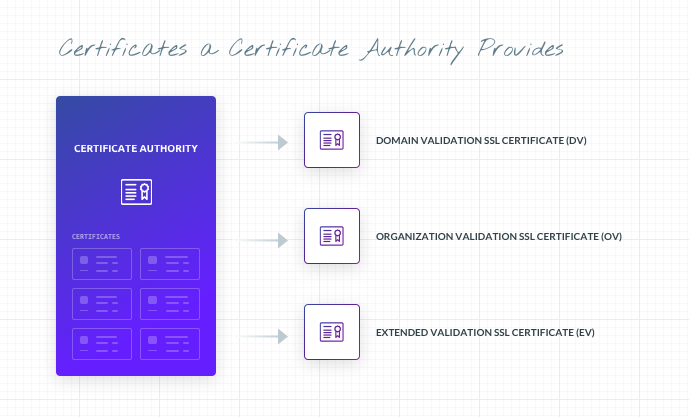 Certificates a Certificate Authority Provides
CERTIFICATE AUTHORITY
CERTIFICATES
DOMAIN VALIDATION SSL CERTIFICATE (DV)
ORGANIZATION VALIDATION SSL CERTIFICATE (OV)
EXTENDED VALIDATION SSL CERTIFICATE (EV)